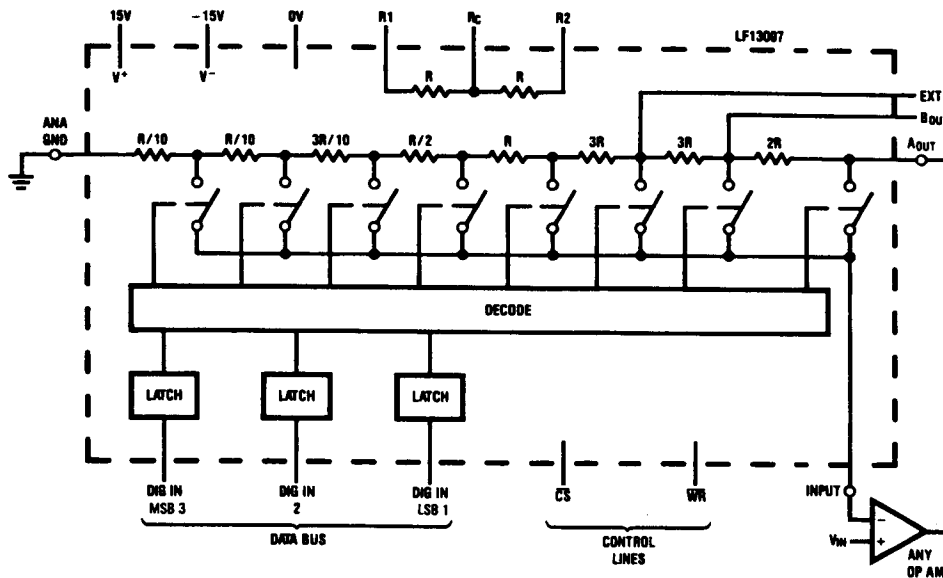 15V -15V 0V R1 RC R2
LF13007
V+ V-
R R
EXT
BOU
ANA
GND
R/10 R/10 3R/10 R/2 R 3R 3R 2R
AOUT
DECODE
LATCH LATCH LATCH
DIG IN
MSB 3
DIG IN
2
DIG IN
LSB 1
DATA BUS
CS WR
CONTROL
LINES
INPUT
-
VIN +
ANY
OP AM